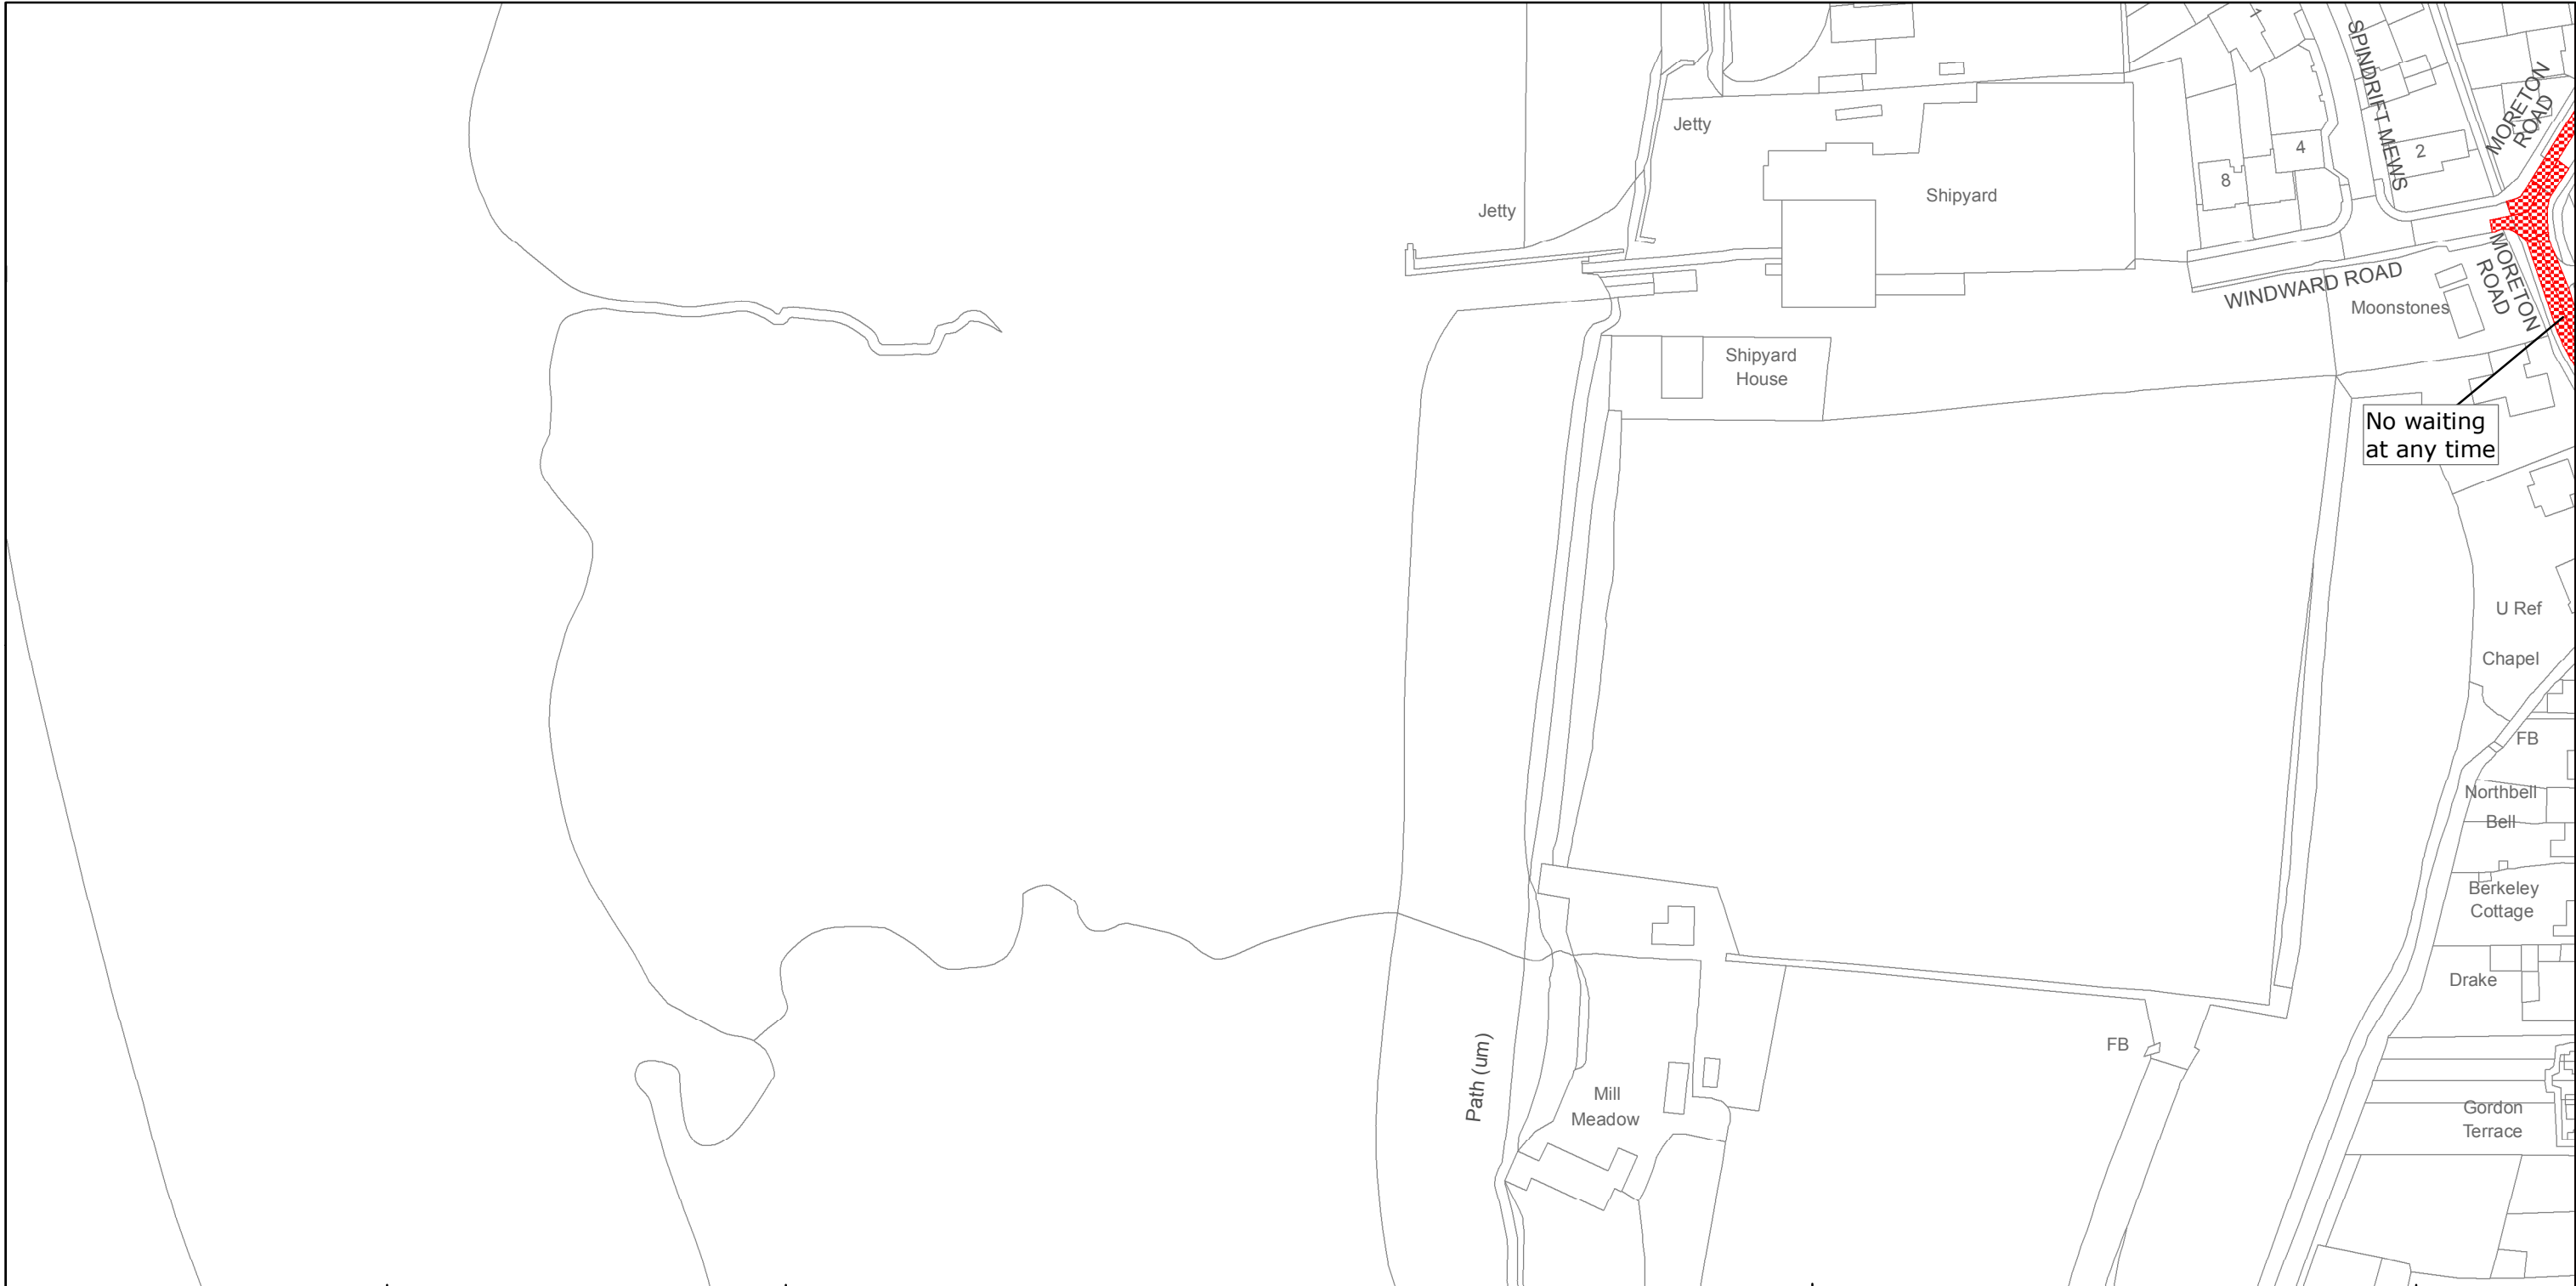 1
SPINDRIFT MEWS
MORETON
ROAD
Jetty
4
2
8
Shipyard
Jetty
MORETON
ROAD
WINDWARD ROAD
Moonstones
Shipyard
House
No waiting
at any time
U Ref
Chapel
FB
Northbell
Bell
Berkeley
Cottage
Drake
Path (um)
FB
Mill
Meadow
Gordon
Terrace